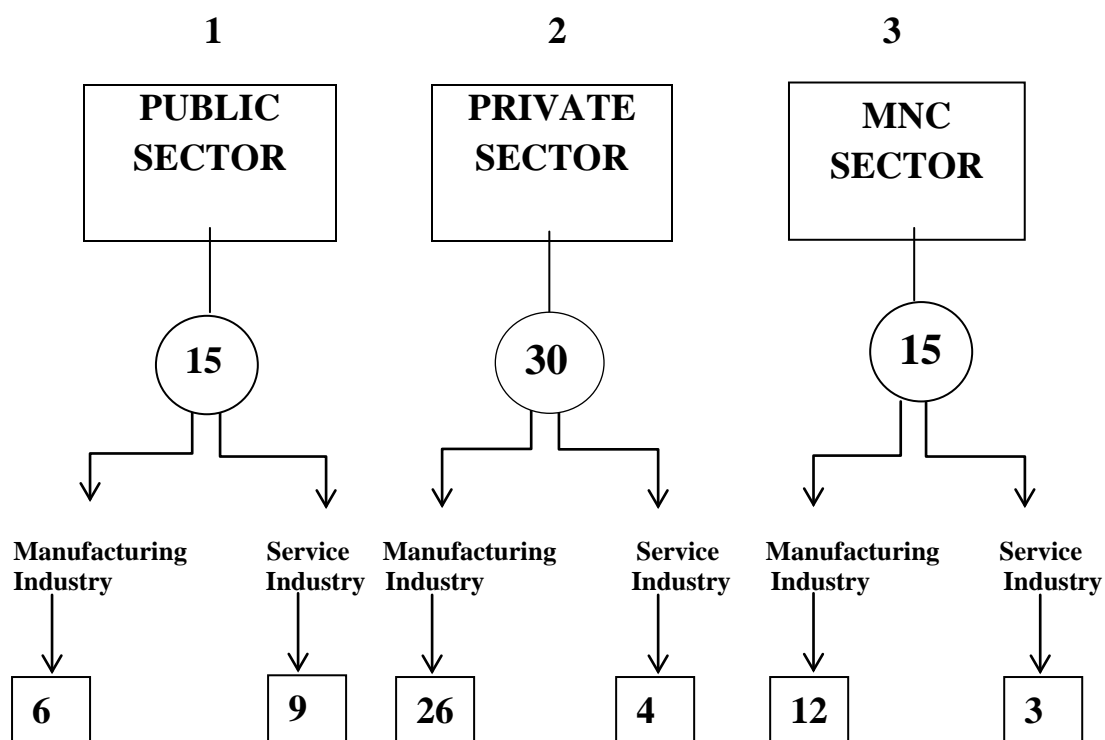 1 2 3
PUBLIC
SECTOR
PRIVATE
SECTOR
MNC
SECTOR
15 30 15
Manufacturing
Industry
Service
Industry
Manufacturing
Industry
Service
Industry
Manufacturing
Industry
Service
Industry
6 9 26 4 12 3